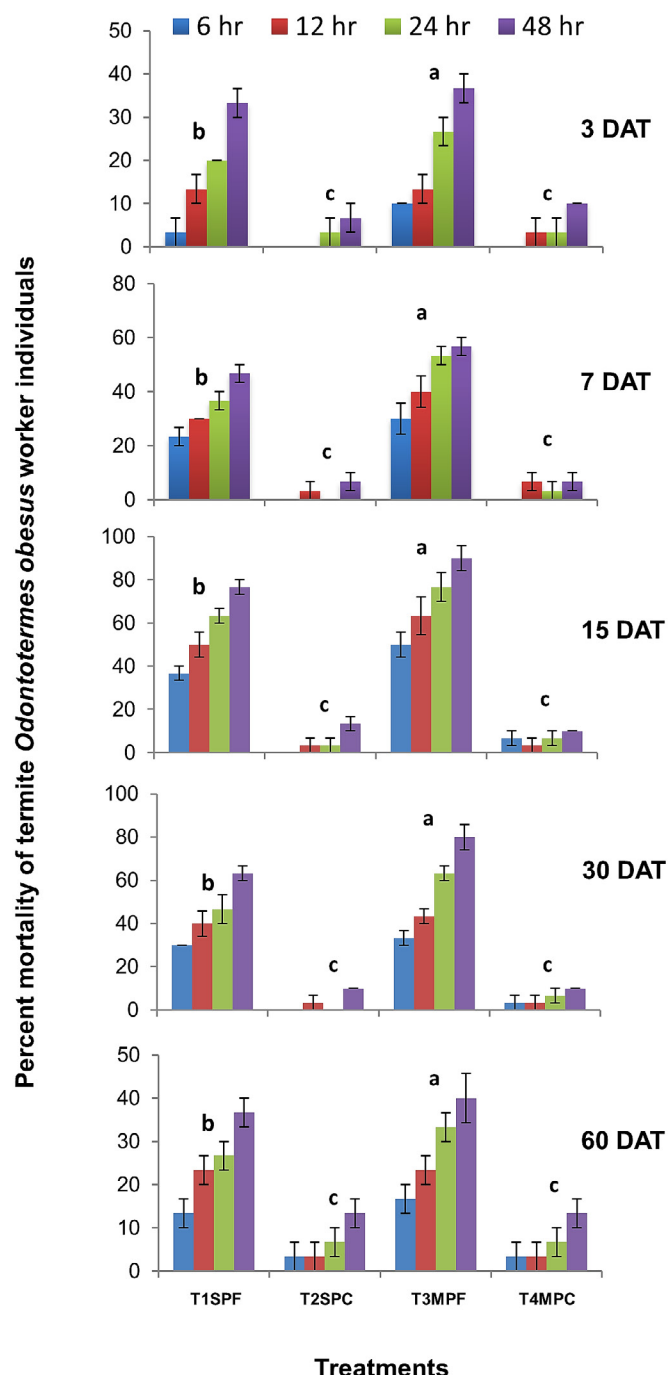 6 hr 12 hr 24 hr 48 hr
Percent mortality of termite Odontotermes obesus worker individuals
50
40
30
20
10
0
b
c
a
c
3 DAT
80
60
40
20
0
b
c
a
c
7 DAT
100
80
60
40
20
0
b
c
a
c
15 DAT
100
80
60
40
20
0
b
c
a
c
30 DAT
50
40
30
20
10
0
b
c
a
c
60 DAT
T1SPF T2SPC T3MPF T4MPC
Treatments